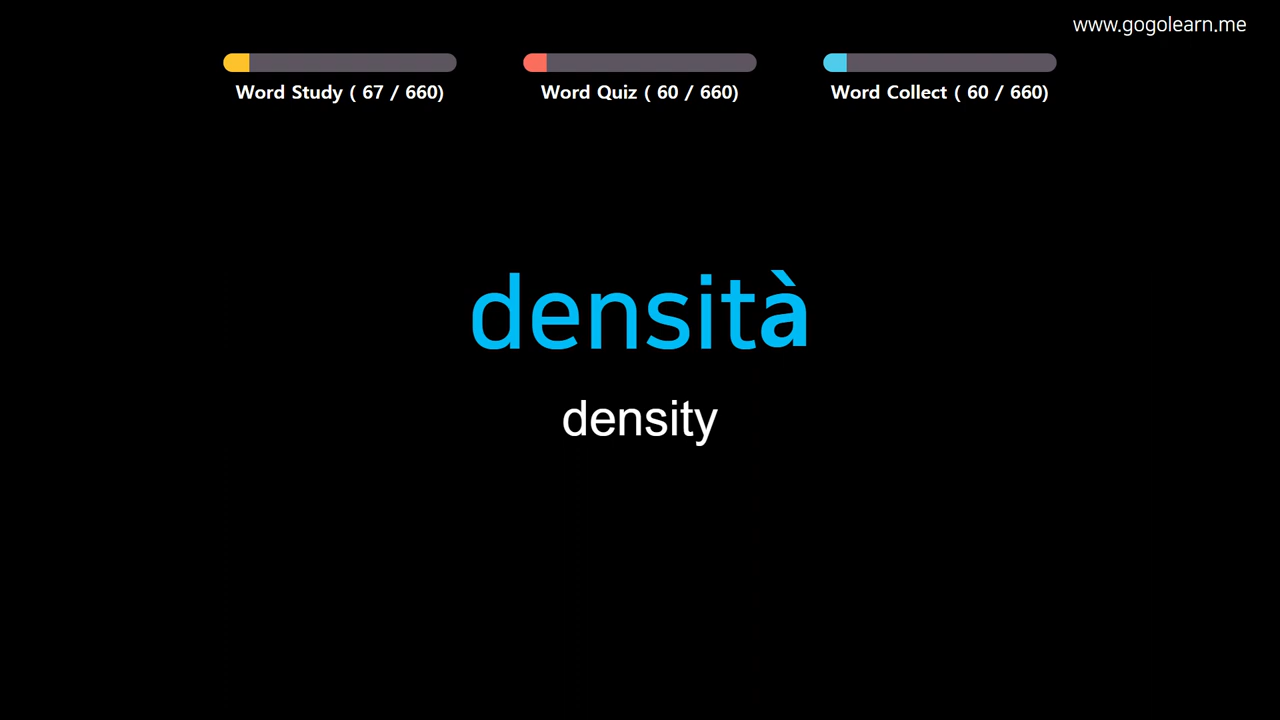 www.gogolearn.me
Word Study ( 67 / 660)
Word Quiz ( 60 / 660)
Word Collect ( 60 / 660)
densità
density